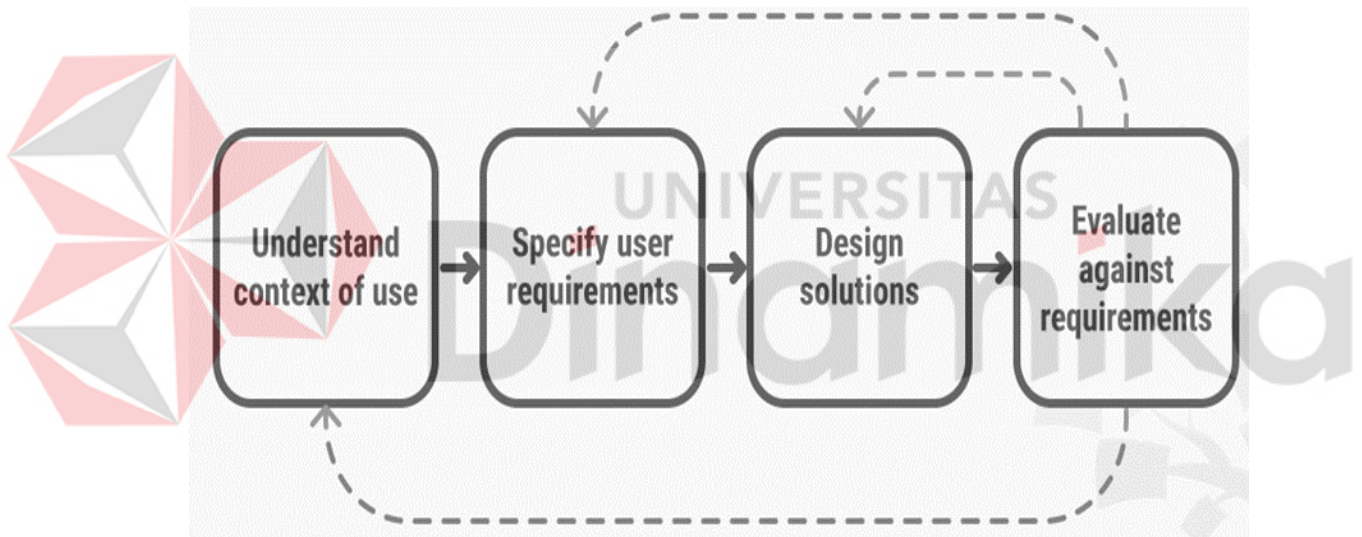 UNIVERSITAS
Dinamika
Understand
context of use
Specify user
requirements
Design
solutions
Evaluate
against
requirements